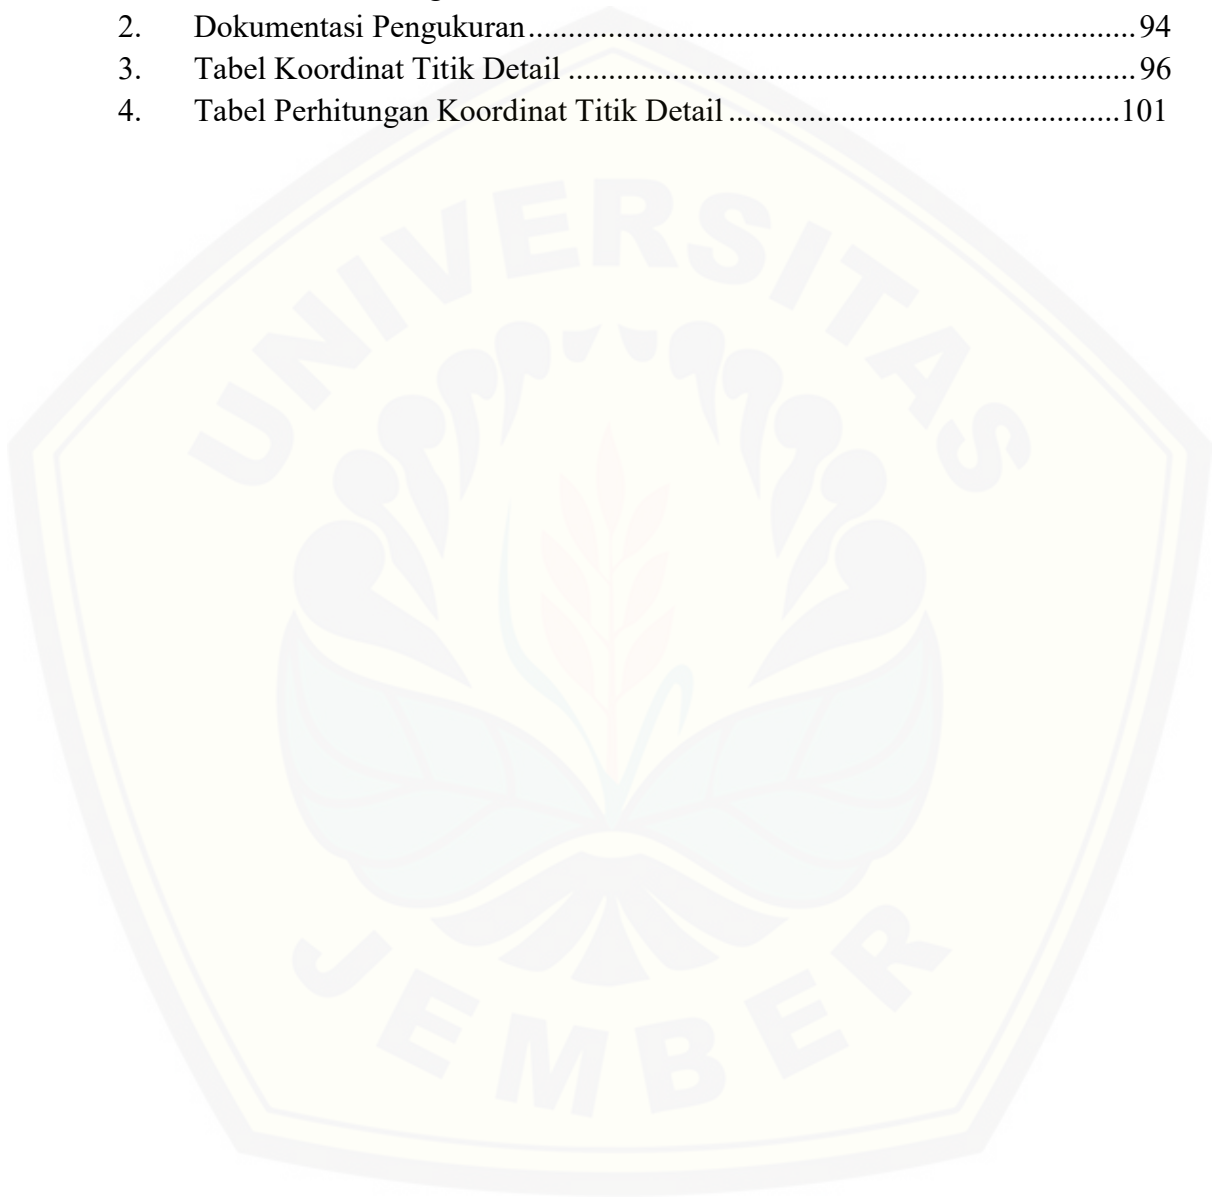 2. Dokumentasi Pengukuran............................................................................94
3. Tabel Koordinat Titik Detail .......................................................................96
4. Tabel Perhitungan Koordinat Titik Detail .................................................101
UNIVERSITAS
JEMBER